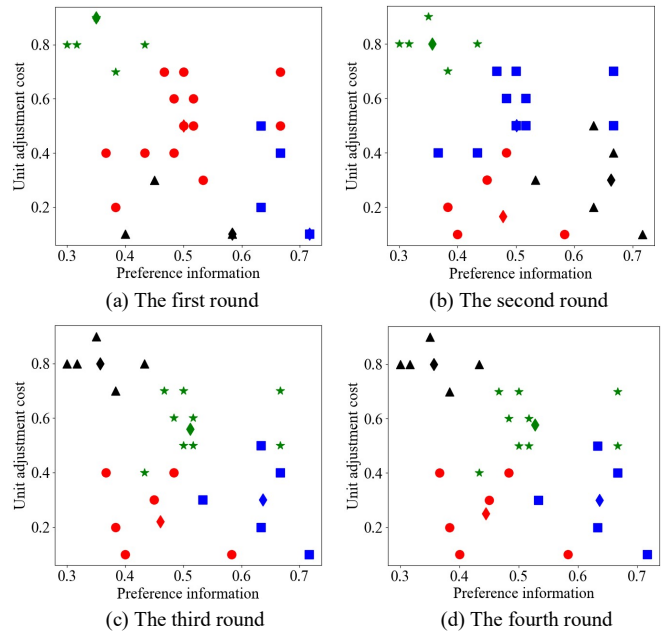 0.8
0.6
0.4
0.2
Unit adjustment cost
0.3 0.4 0.5 0.6 0.7
Preference information
(a) The first round
0.8
0.6
0.4
0.2
Unit adjustment cost
0.3 0.4 0.5 0.6 0.7
Preference information
(b) The second round
0.8
0.6
0.4
0.2
Unit adjustment cost
0.3 0.4 0.5 0.6 0.7
Preference information
(c) The third round
0.8
0.6
0.4
0.2
Unit adjustment cost
0.3 0.4 0.5 0.6 0.7
Preference information
(d) The fourth round